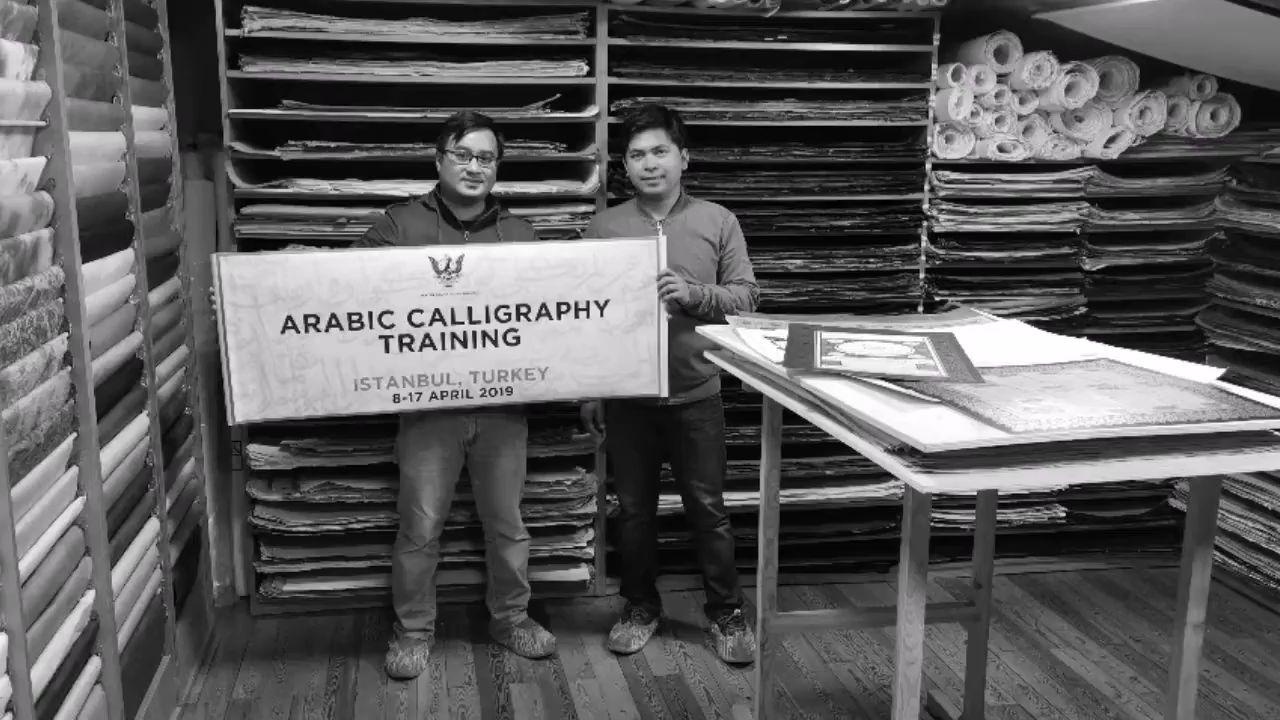 ARABIC CALLIGRAPHY
TRAINING
ISTANBUL, TURKEY
8-17 APRIL 2019